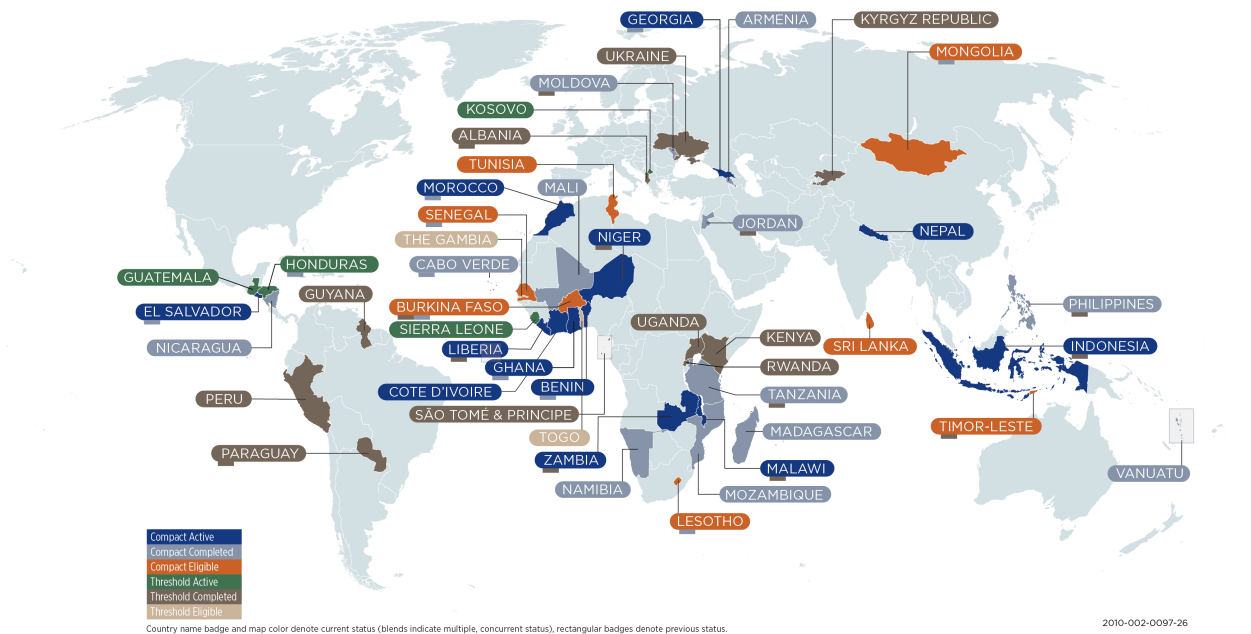 GEORGIA
ARMENIA
KYRGYZ REPUBLIC
UKRAINE
MONGOLIA
MOLDOVA
KOSOVO
ALBANIA
TUNISIA
MOROCCO
MALI
SENEGAL
JORDAN
NEPAL
THE GAMBIA
NIGER
CABO VERDE
HONDURAS
GUATEMALA
GUYANA
EL SALVADOR
BURKINA FASO
PHILIPPINES
SIERRA LEONE
UGANDA
KENYA
NICARAGUA
LIBERIA
SRI LANKA
INDONESIA
GHANA
RWANDA
COTE D'IVOIRE
BENIN
TANZANIA
PERU
SÃO TOMÉ & PRINCIPE
TIMOR-LESTE
TOGO
MADAGASCAR
PARAGUAY
ZAMBIA
MALAWI
VANUATU
NAMIBIA
MOZAMBIQUE
LESOTHO
Compact Active
Compact Completed
Compact Eligible
Threshold Active
Threshold Completed
Threshold Eligible
Country name badge and map color denote current status (blends indicate multiple, concurrent status), rectangular badges denote previous status.
2010-002-0097-26